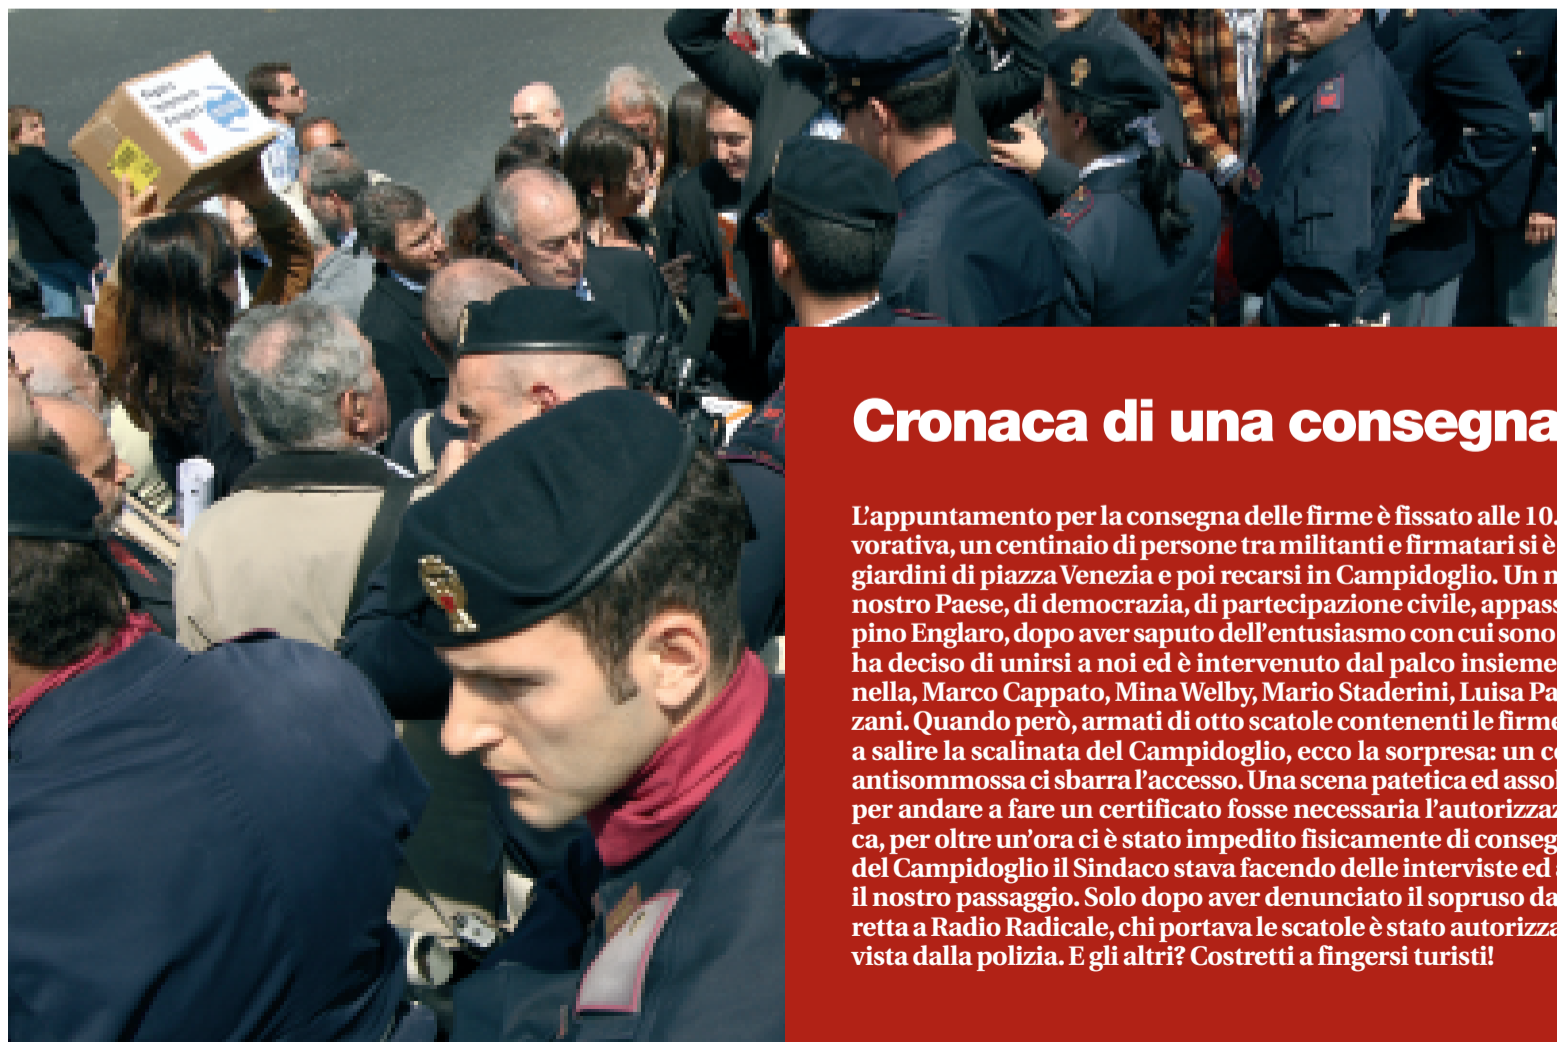 Cronaca di una consegna
L’appuntamento per la consegna delle firme è fissato alle 10.
vorativa, un centinaio di persone tra militanti e firmatari si è
giardini di piazza Venezia e poi recarsi in Campidoglio. Un
nostro Paese, di democrazia, di partecipazione civile, appass
pino Englaro, dopo aver saputo dell’entusiasmo con cui sono
ha deciso di unirsi a noi ed è intervenuto dal palco insieme
nella, Marco Cappato, Mina Welby, Mario Staderini, Luisa Pa
zani. Quando però, armati di otto scatole contenenti le firme
a salire la scalinata del Campidoglio, ecco la sorpresa: un
antisommossa ci sbarra l’accesso. Una scena patetica ed assol
per andare a fare un certificato fosse necessaria l’autorizzaz
ca, per oltre un’ora ci è stato impedito fisicamente di conseg
del Campidoglio il Sindaco stava facendo delle interviste ed
il nostro passaggio. Solo dopo aver denunciato il sopruso da
retta a Radio Radicale, chi portava le scatole è stato autorizza
vista dalla polizia. E gli altri? Costretti a fingersi turisti!